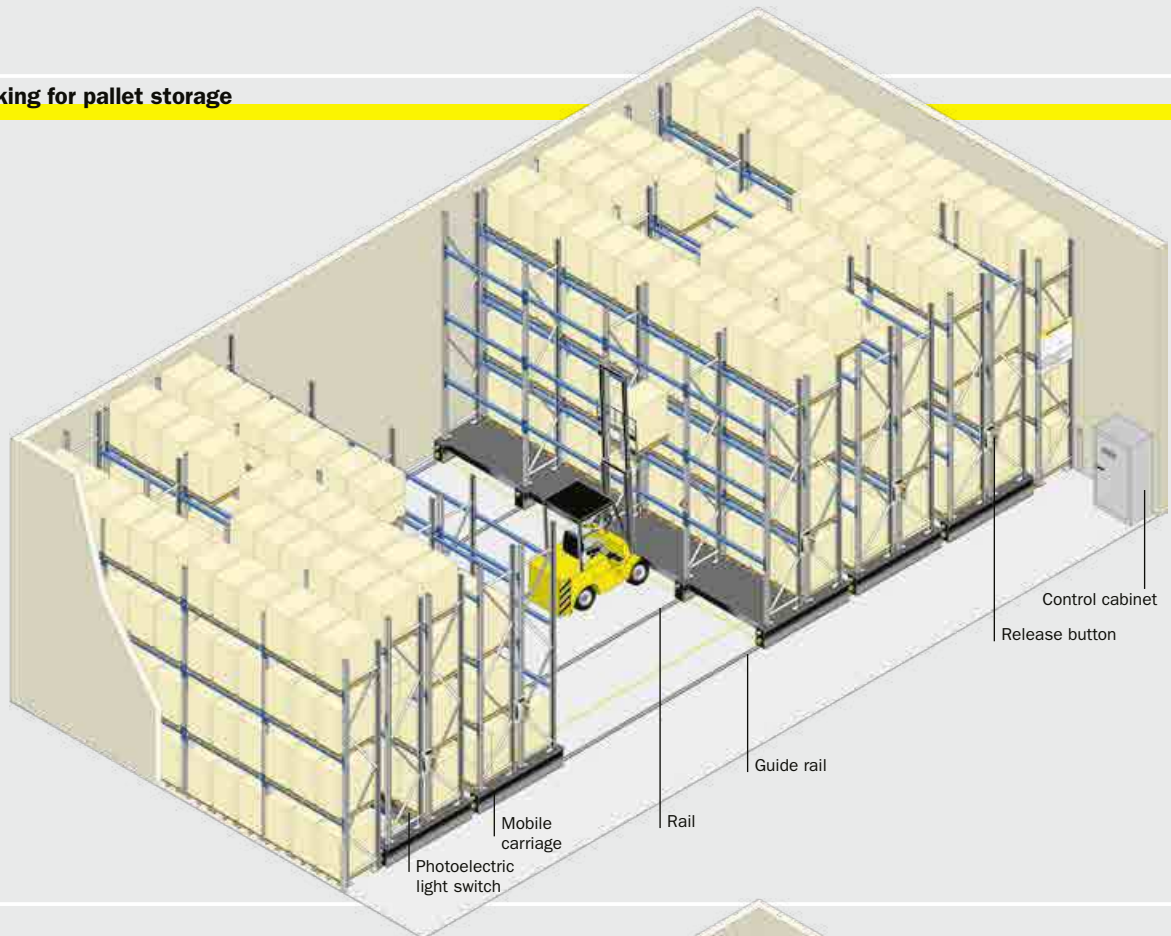 king for pallet storage
Control cabinet
Release button
Guide rail
Rail
Mobile
carriage
Photoelectric
light switch